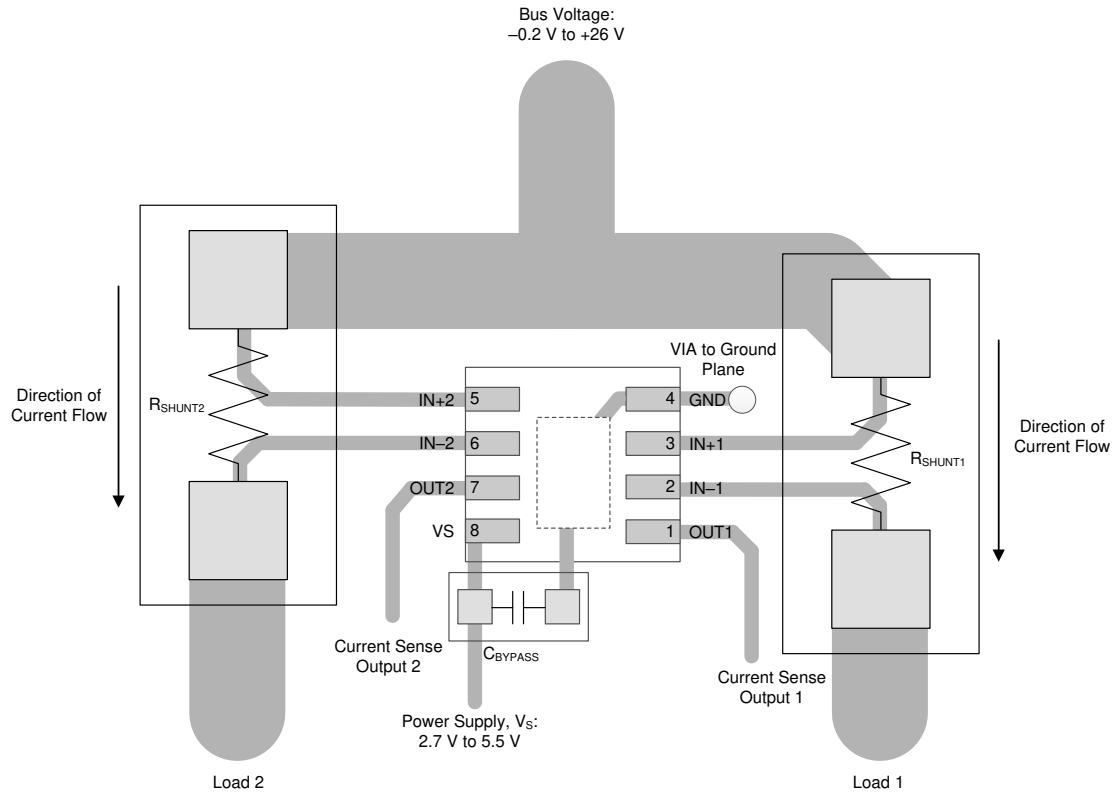 Bus Voltage:
–0.2 V to +26 V
VIA to Ground
Plane
Direction of
Current Flow
RSHUNT2
IN+2
5
4
GND
IN–2
6
3
IN+1
Direction of
Current Flow
RSHUNT1
OUT2
7
2
IN–1
VS
8
1
OUT1
CBYPASS
Current Sense
Output 2
Current Sense
Output 1
Power Supply, VS:
2.7 V to 5.5 V
Load 2
Load 1